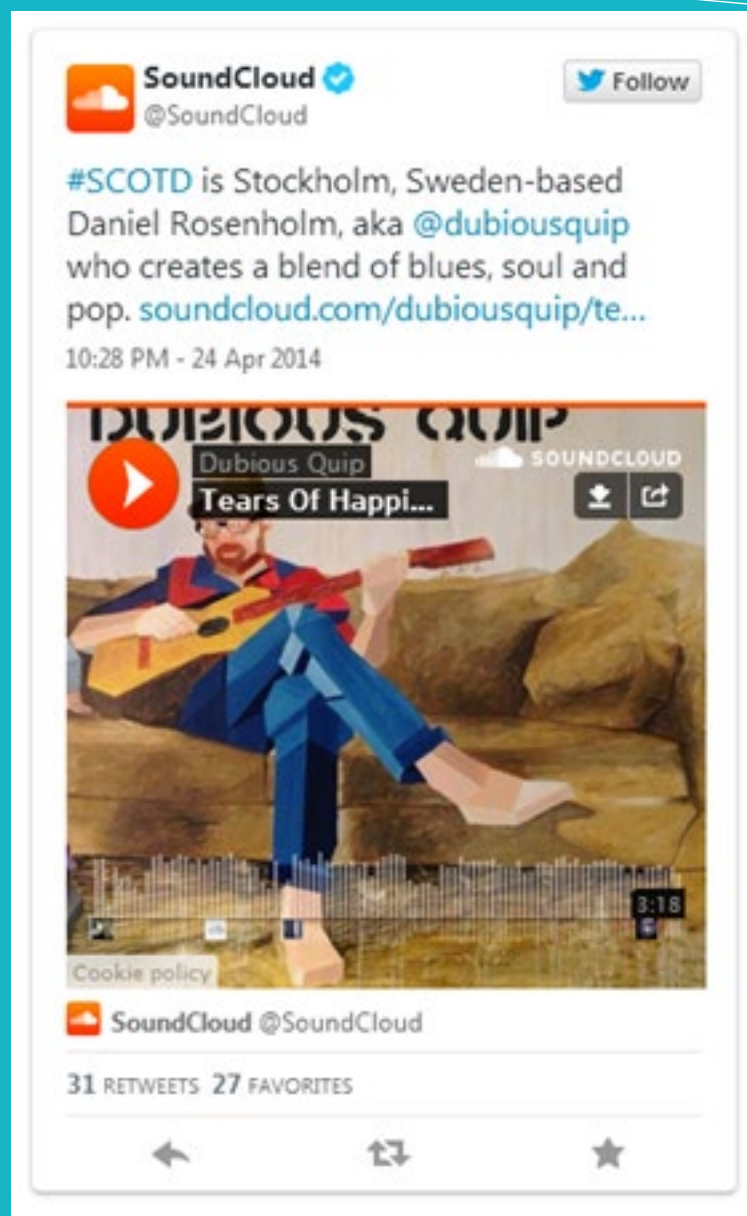 SoundCloud
Follow
@SoundCloud
#SCOTD is Stockholm, Sweden-based
Daniel Rosenholm, aka @dubiousquip
who creates a blend of blues, soul and
pop. soundcloud.com/dubiousquip/te...
10:28 PM - 24 Apr 2014
DUBIOUS QUIP
Dubious Quip
SOUNDCLOUD
Tears Of Happi...
3:18
Cookie policy
SoundCloud @SoundCloud
31 RETWEETS 27 FAVORITES